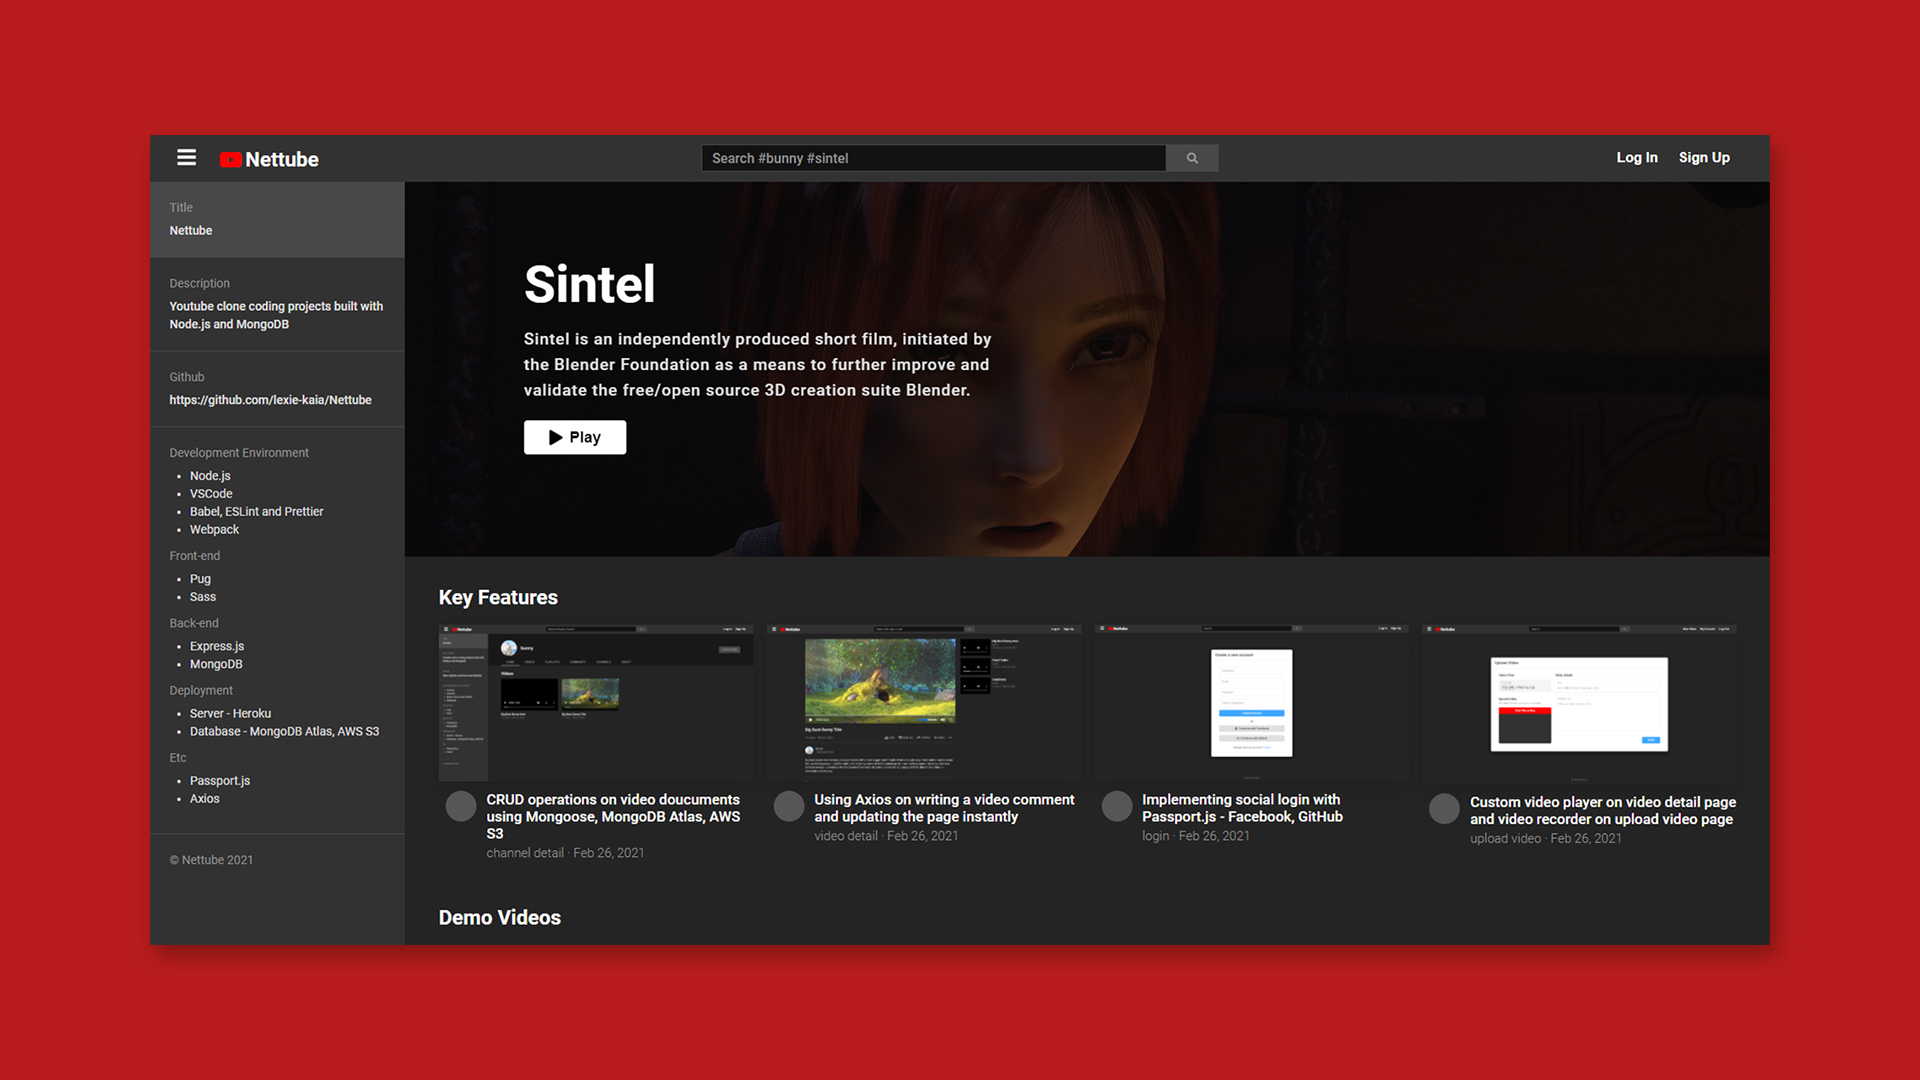 Nettube
Search #bunny #sintel
Log In
Sign Up
Title
Nettube
Description
Youtube clone coding projects built with
Node.js and MongoDB
Github
https://github.com/lexie-kaia/Nettube
Development Environment
Node.js
VSCode
Babel, ESLint and Prettier
Webpack
Front-end
Pug
Sass
Back-end
Express.js
MongoDB
Deployment
Server - Heroku
Database - MongoDB Atlas, AWS S3
Etc
Passport.js
Axios
© Nettube 2021
Sintel
Sintel is an independently produced short film, initiated by
the Blender Foundation as a means to further improve and
validate the free/open source 3D creation suite Blender.
Play
Key Features
CRUD operations on video doucuments
using Mongoose, MongoDB Atlas, AWS
S3
channel detail · Feb 26, 2021
Using Axios on writing a video comment
and updating the page instantly
video detail · Feb 26, 2021
Implementing social login with
Passport.js - Facebook, GitHub
login · Feb 26, 2021
Custom video player on video detail page
and video recorder on upload video page
upload video · Feb 26, 2021
Demo Videos